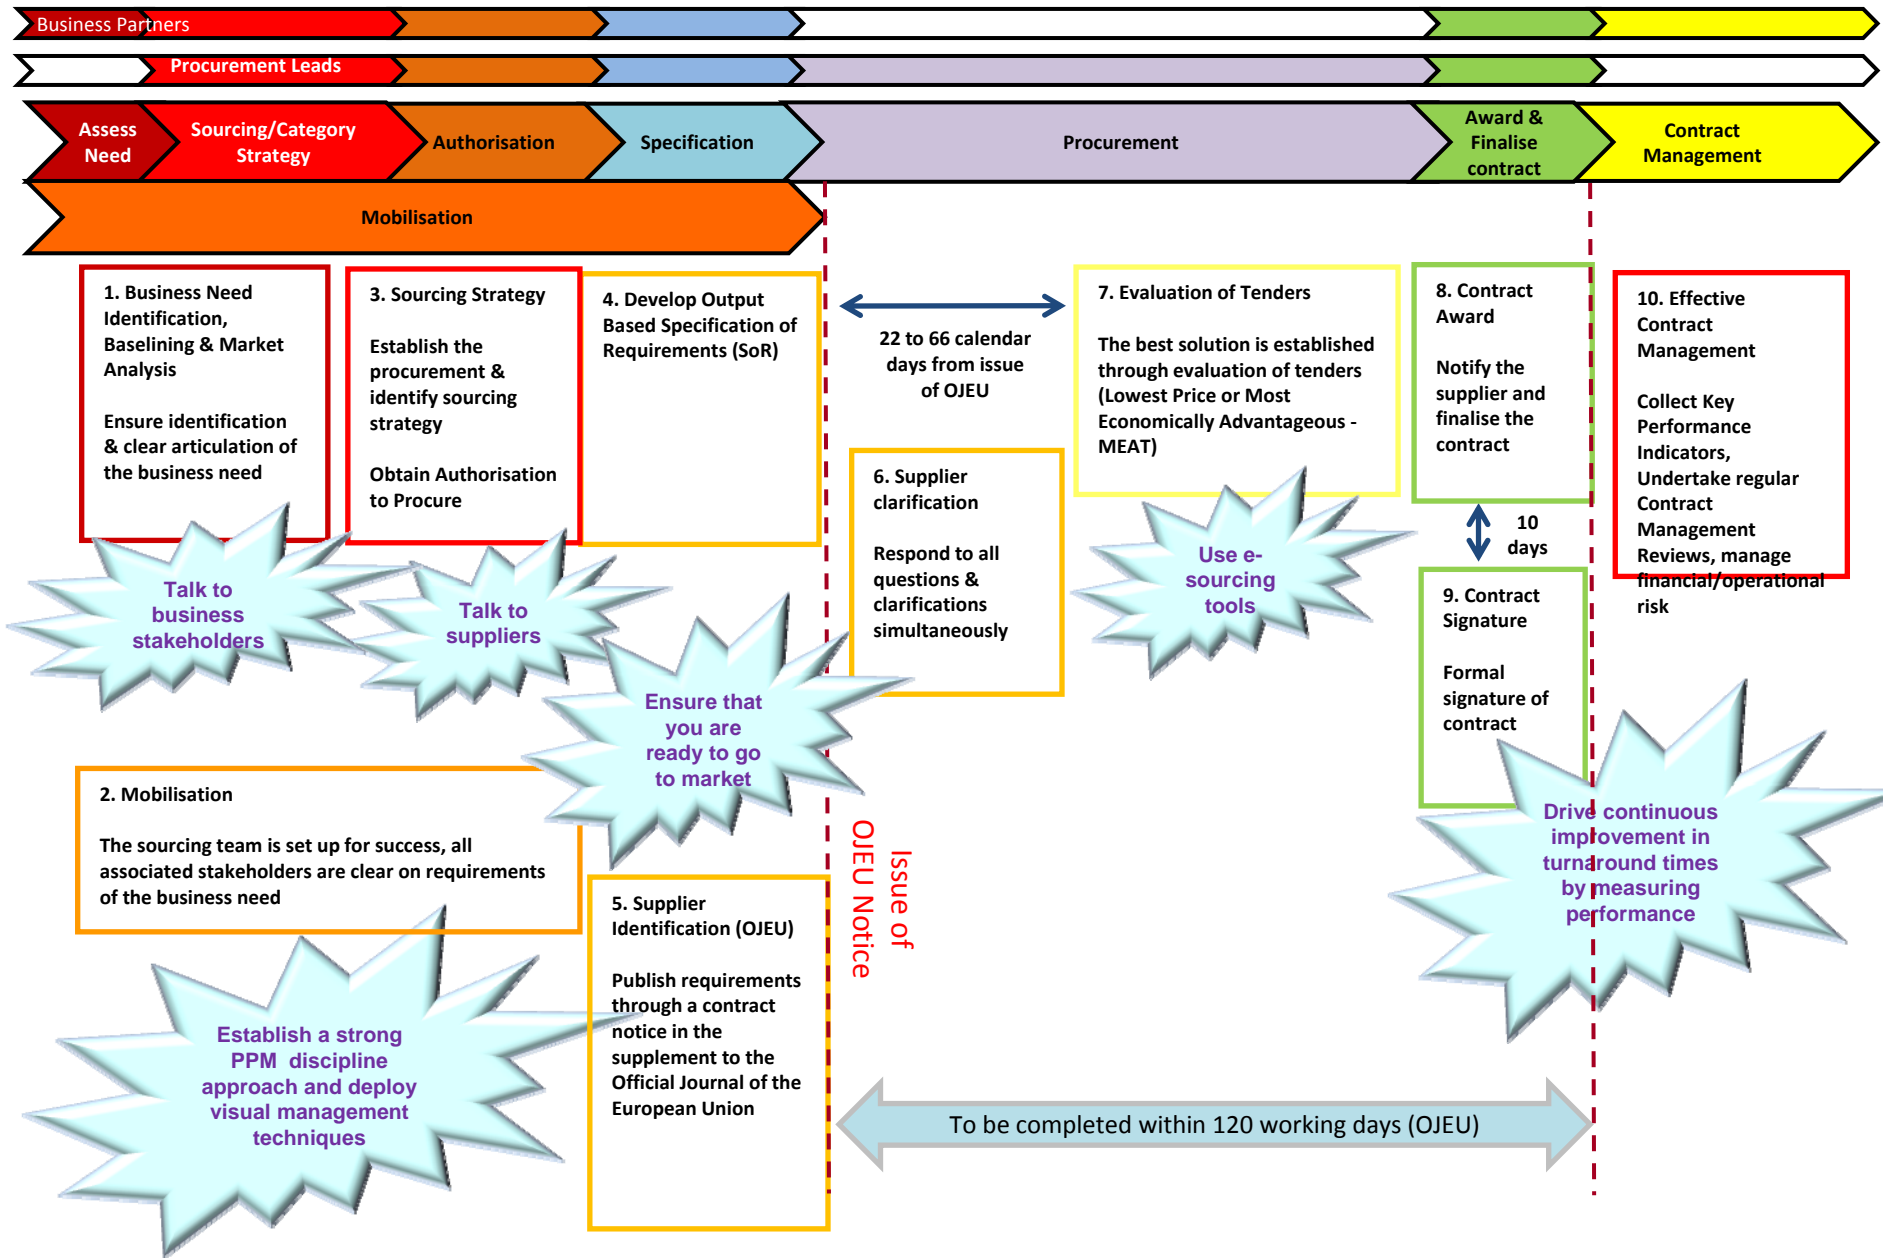 Business Partners
Procurement Leads
Assess
Need
Sourcing/Category
Strategy
Authorisation
Specification
Procurement
Award &
Finalise
contract
Contract
Management
Mobilisation
1. Business Need
Identification,
Baselining & Market
Analysis
Ensure identification
& clear articulation of
the business need
Talk to
business
stakeholders
3. Sourcing Strategy
Establish the
procurement &
identify sourcing
strategy
Obtain Authorisation
to Procure
Talk to
suppliers
4. Develop Output
Based Specification of
Requirements (SoR)
Ensure that
you are
ready to go
to market
2. Mobilisation
The sourcing team is set up for success, all
associated stakeholders are clear on requirements
of the business need
Establish a strong
PPM  discipline
approach and deploy
visual management
techniques
5. Supplier
Identification (OJEU)
Publish requirements
through a contract
notice in the
supplement to the
Official Journal of the
European Union
Issue of
OJEU Notice
22 to 66 calendar
days from issue
of OJEU
6. Supplier
clarification
Respond to all
questions &
clarifications
simultaneously
7. Evaluation of Tenders
The best solution is established
through evaluation of tenders
(Lowest Price or Most
Economically Advantageous -
MEAT)
Use e-
sourcing
tools
8. Contract
Award
Notify the
supplier and
finalise the
contract
10
days
9. Contract
Signature
Formal
signature of
contract
10. Effective
Contract
Management
Collect Key
Performance
Indicators,
Undertake regular
Contract
Management
Reviews, manage
financial/operational
risk
Drive continuous
improvement in
turnaround times
by measuring
performance
To be completed within 120 working days (OJEU)